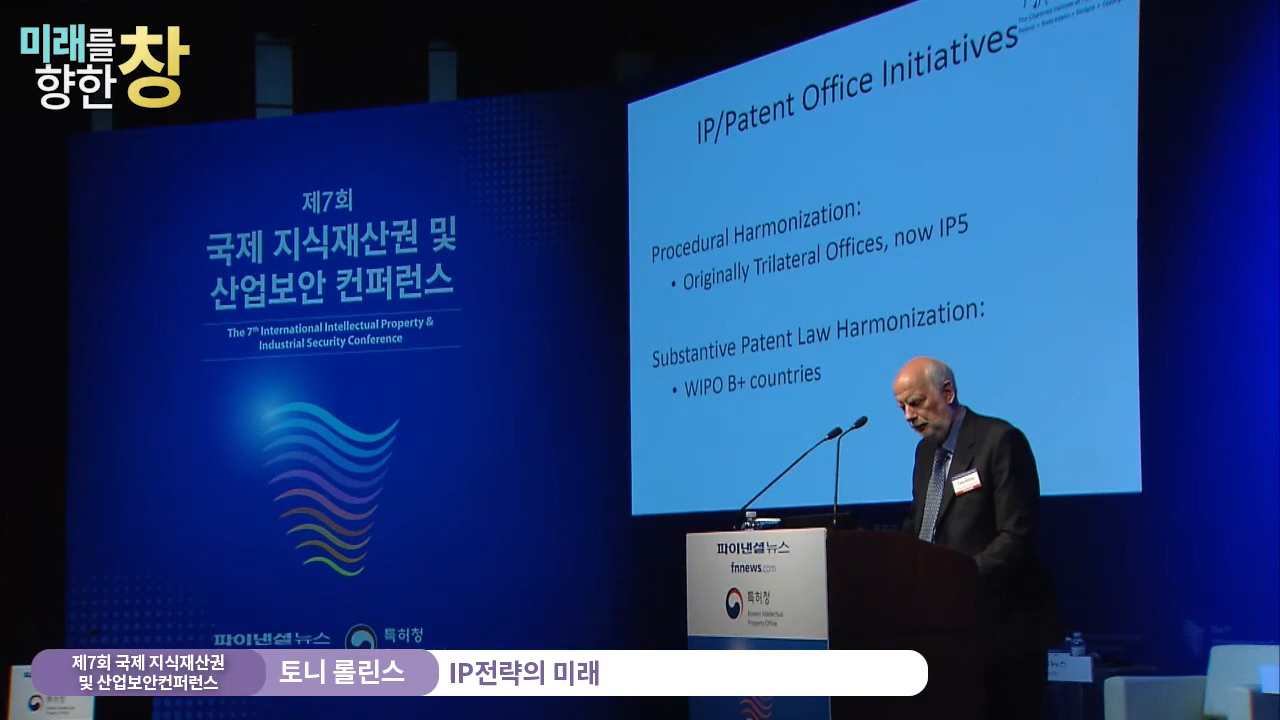 미래를
향한 창
The Chartered Institute of
IP/Patent Office Initiatives
Procedural Harmonization:
• Originally Trilateral Offices, now IP5
Substantive Patent Law Harmonization:
• WIPO B+ countries
제7회
국제 지식재산권 및
산업보안 컨퍼런스
The 7th International Intellectual Property &
Industrial Security Conference
파이낸셜뉴스
특허청
파이낸셜뉴스
fnnews.com
특허청
Korean Intellectual
Property Office
제7회 국제 지식재산권
및 산업보안컨퍼런스
토니 롤린스
IP전략의 미래